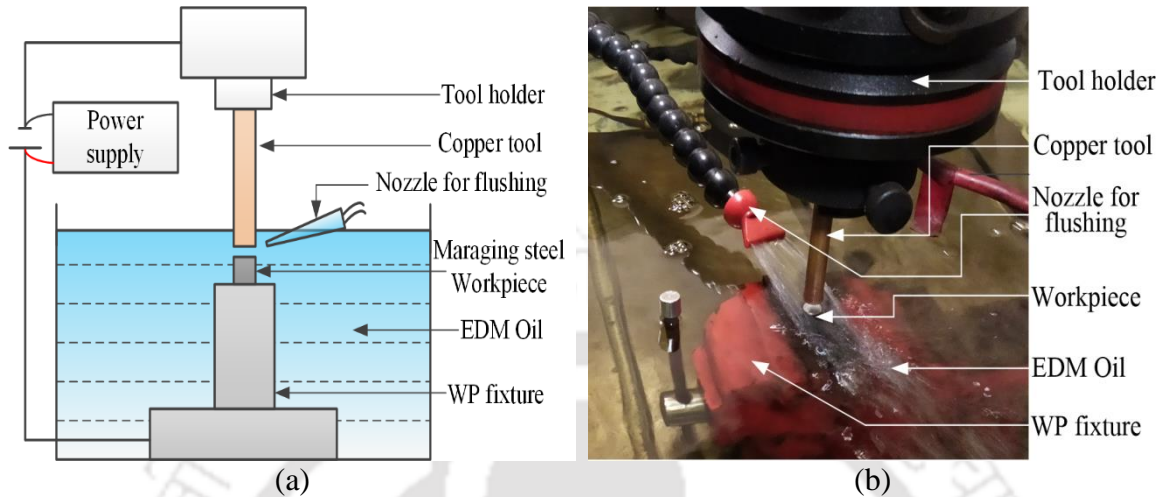 Tool holder
Power
supply
Copper tool
Nozzle for flushing
Maraging steel
Workpiece
EDM Oil
WP fixture
(a)
Tool holder
Copper tool
Nozzle for
flushing
Workpiece
EDM Oil
WP fixture
(b)